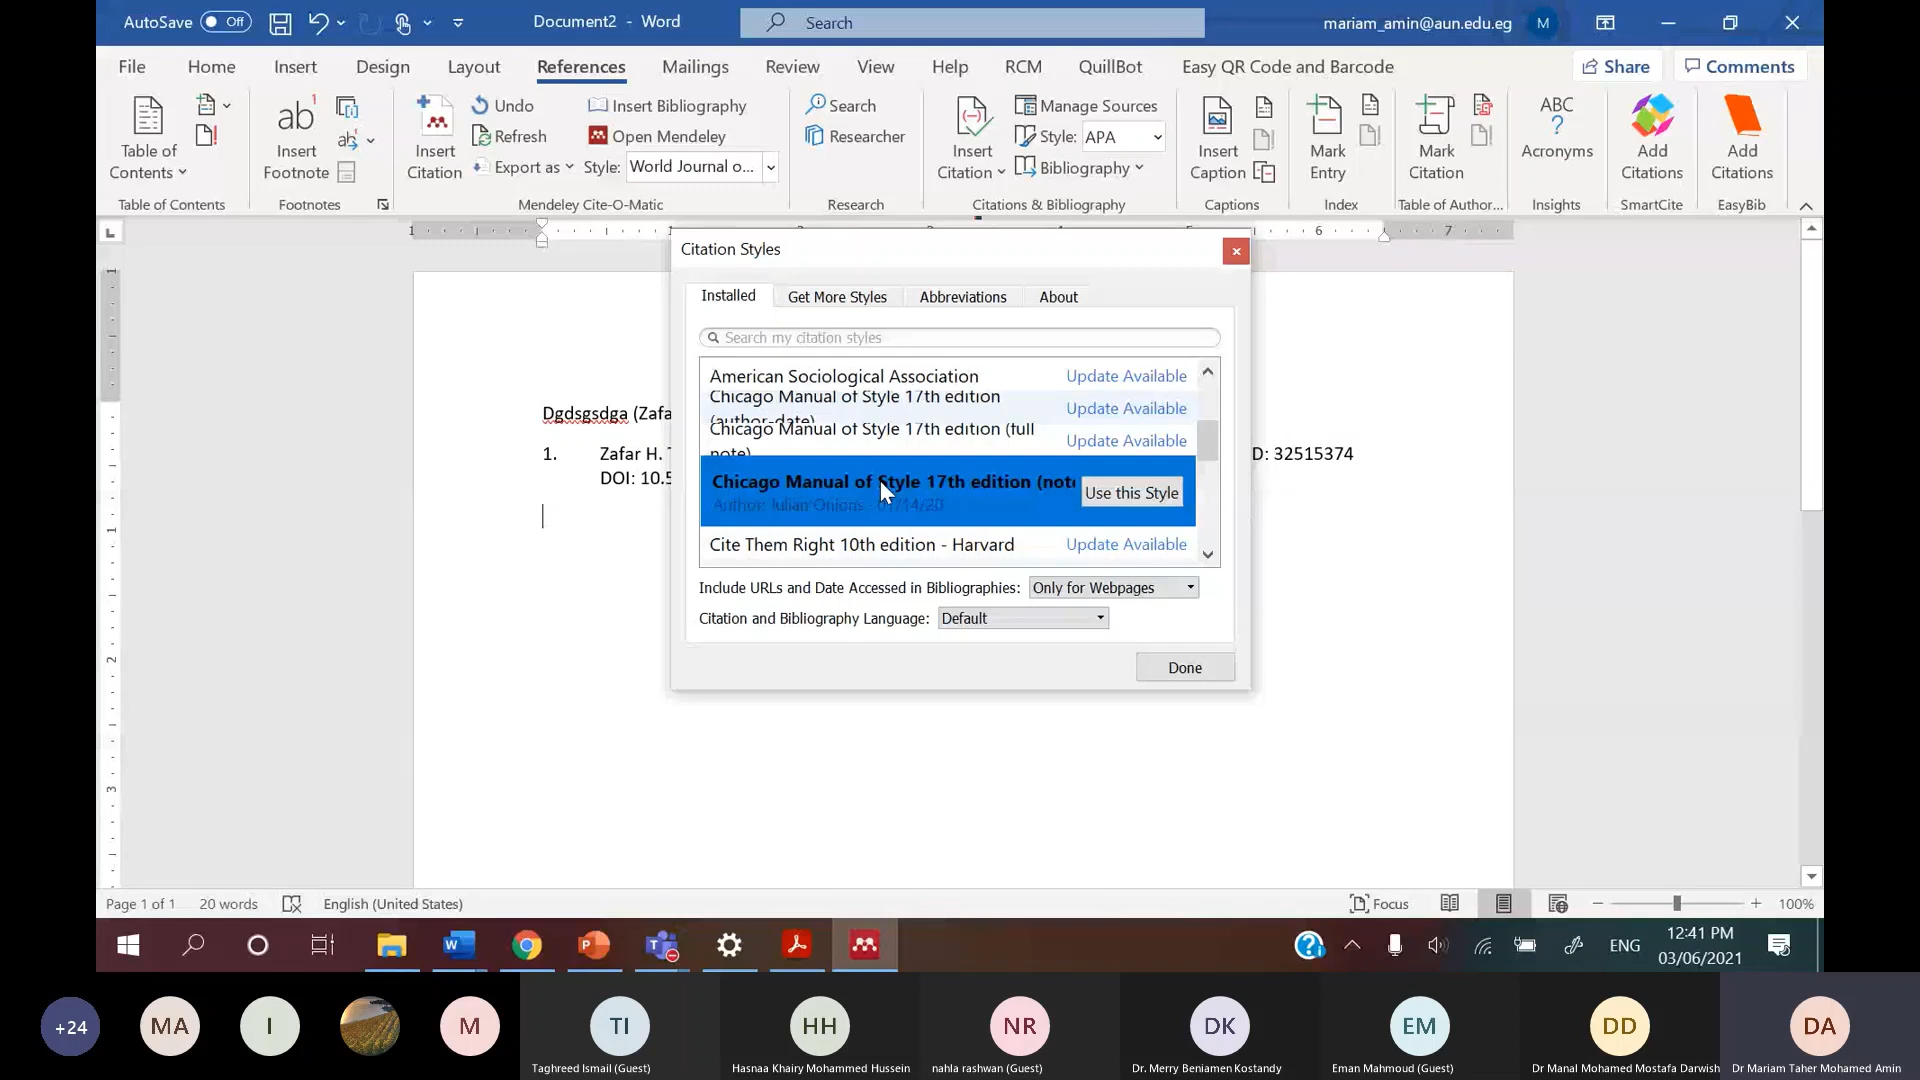 AutoSave Off Document2 - Word Search mariam_amin@aun.edu.eg M
File Home Insert Design Layout References Mailings Review View Help RCM QuillBot Easy QR Code and Barcode Share Comments
Table of Contents
Table of Contents
ab
Insert Footnote
Footnotes
Insert Citation
Undo
Refresh
Export as
Insert Bibliography
Open Mendeley
Style: World Journal o...
Mendeley Cite-O-Matic
Search
Researcher
Research
Insert Citation
Manage Sources
Style: APA
Bibliography
Citations & Bibliography
Insert Caption
Captions
Mark Entry
Index
Mark Citation
Table of Author...
ABC
?
Acronyms
Insights
Add Citations
SmartCite
Add Citations
EasyBib
Citation Styles
Installed Get More Styles Abbreviations About
Search my citation styles
American Sociological Association Update Available
Chicago Manual of Style 17th edition (author-date) Update Available
Chicago Manual of Style 17th edition (full note) Update Available
Chicago Manual of Style 17th edition (note Use this Style
Author: Julian Onions - 01/14/20
Cite Them Right 10th edition - Harvard Update Available
Include URLs and Date Accessed in Bibliographies: Only for Webpages
Citation and Bibliography Language: Default
Done
Dgdsgsdga (Zafa
1. Zafar H. D: 32515374
DOI: 10.5
Page 1 of 1 20 words English (United States) Focus 100%
ENG 12:41 PM
03/06/2021
+24 MA I M TI HH NR DK EM DD DA
Taghreed Ismail (Guest) Hasnaa Khairy Mohammed Hussein nahla rashwan (Guest) Dr. Merry Beniamen Kostandy Eman Mahmoud (Guest) Dr Manal Mohamed Mostafa Darwish Dr Mariam Taher Mohamed Amin